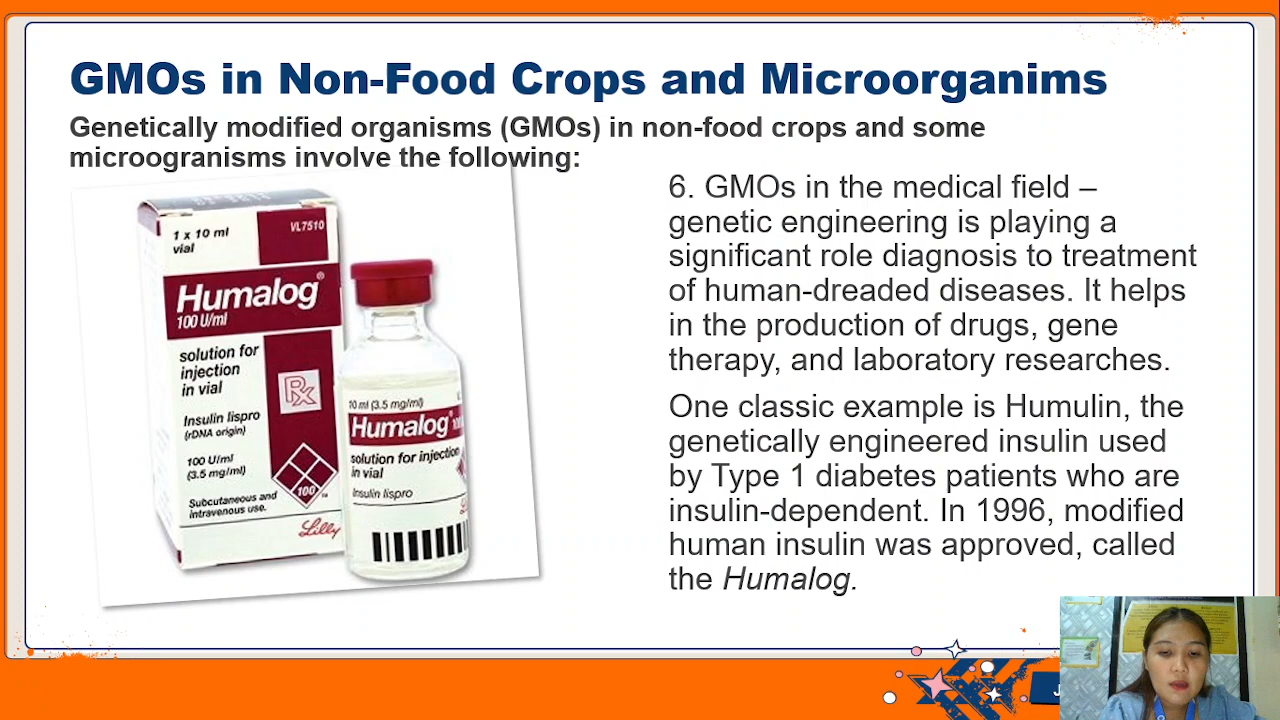 GMOs in Non-Food Crops and Microorganims
Genetically modified organisms (GMOs) in non-food crops and some
microogranisms involve the following:
1 x 10 ml
vial
VL7510
Humalog®
100 U/ml
solution for
injection
in vial
Rx
Insulin lispro
(rDNA origin)
100 U/ml
(3.5 mg/ml)
100
Subcutaneous and
intravenous use.
Lilly
10 ml (3.5 mg/ml)
Humalog
solution for injection
in vial
Insulin lispro
6. GMOs in the medical field –
genetic engineering is playing a
significant role diagnosis to treatment
of human-dreaded diseases. It helps
in the production of drugs, gene
therapy, and laboratory researches.
One classic example is Humulin, the
genetically engineered insulin used
by Type 1 diabetes patients who are
insulin-dependent. In 1996, modified
human insulin was approved, called
the Humalog.